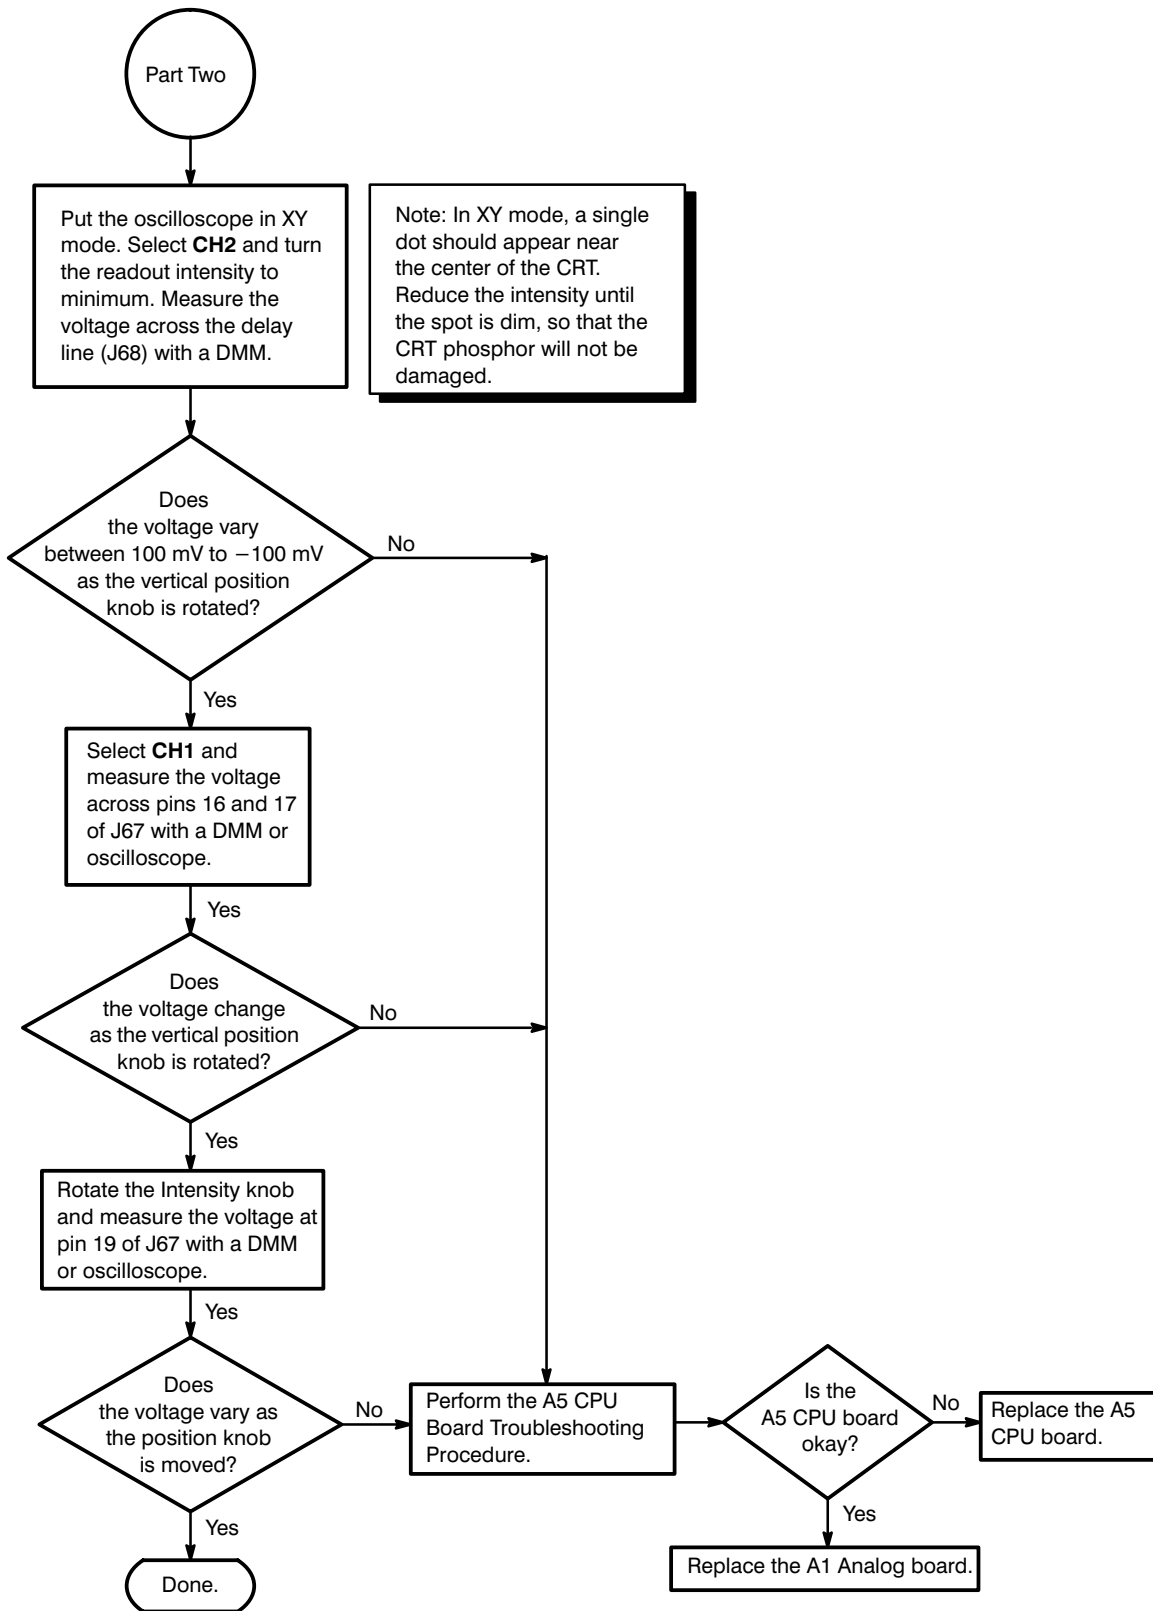 Part Two
Put the oscilloscope in XY
mode. Select CH2 and turn
the readout intensity to
minimum. Measure the
voltage across the delay
line (J68) with a DMM.
Note: In XY mode, a single
dot should appear near
the center of the CRT.
Reduce the intensity until
the spot is dim, so that the
CRT phosphor will not be
damaged.
Does
the voltage vary
between 100 mV to −100 mV
as the vertical position
knob is rotated?
No
Yes
Select CH1 and
measure the voltage
across pins 16 and 17
of J67 with a DMM or
oscilloscope.
Yes
Does
the voltage change
as the vertical position
knob is rotated?
No
Yes
Rotate the Intensity knob
and measure the voltage at
pin 19 of J67 with a DMM
or oscilloscope.
Yes
Does
the voltage vary as
the position knob
is moved?
No
Perform the A5 CPU
Board Troubleshooting
Procedure.
Is the
A5 CPU board
okay?
No
Replace the A5
CPU board.
Yes
Replace the A1 Analog board.
Yes
Done.